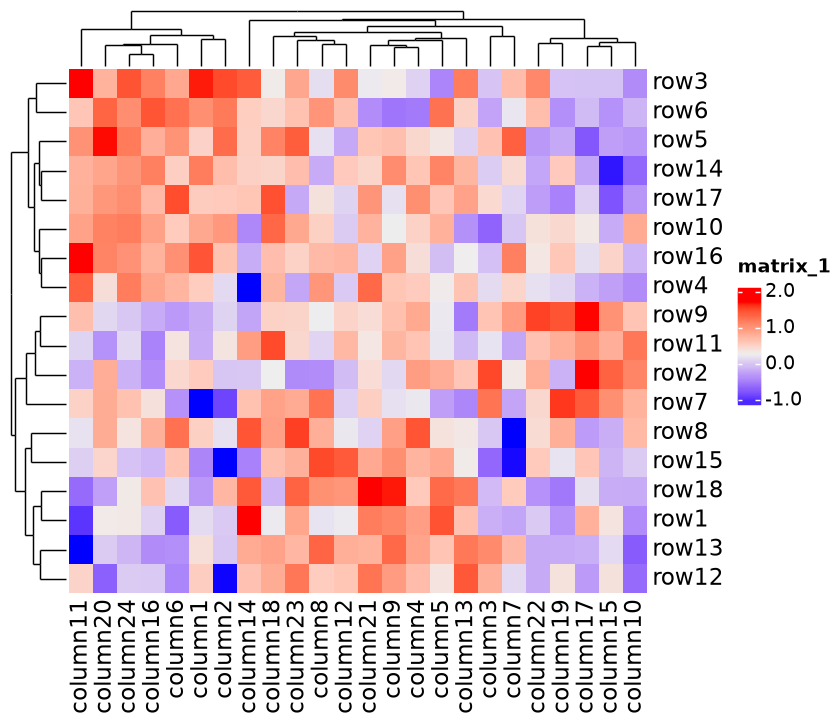 row3
row6
row5
row14
row17
row10
row16
row4
row9
row11
row2
row7
row8
row15
row18
row1
row13
row12
matrix_1
2.0
1.0
0.0
-1.0
column11
column20
column24
column16
column6
column1
column2
column14
column18
column23
column8
column12
column21
column9
column4
column5
column13
column3
column7
column22
column19
column17
column15
column10